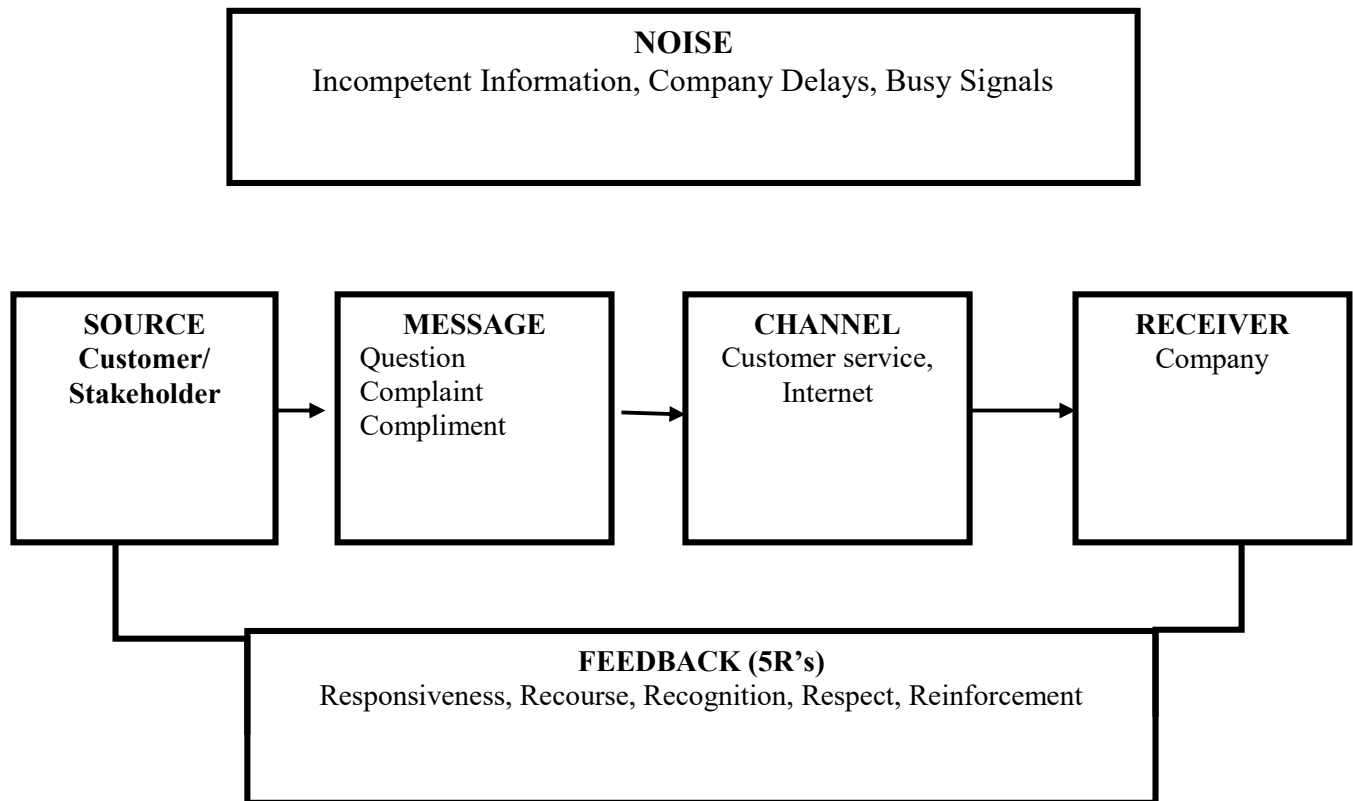 NOISE
Incompetent Information, Company Delays, Busy Signals
SOURCE
Customer/
Stakeholder
MESSAGE
Question
Complaint
Compliment
CHANNEL
Customer service,
Internet
RECEIVER
Company
FEEDBACK (5R’s)
Responsiveness, Recourse, Recognition, Respect, Reinforcement